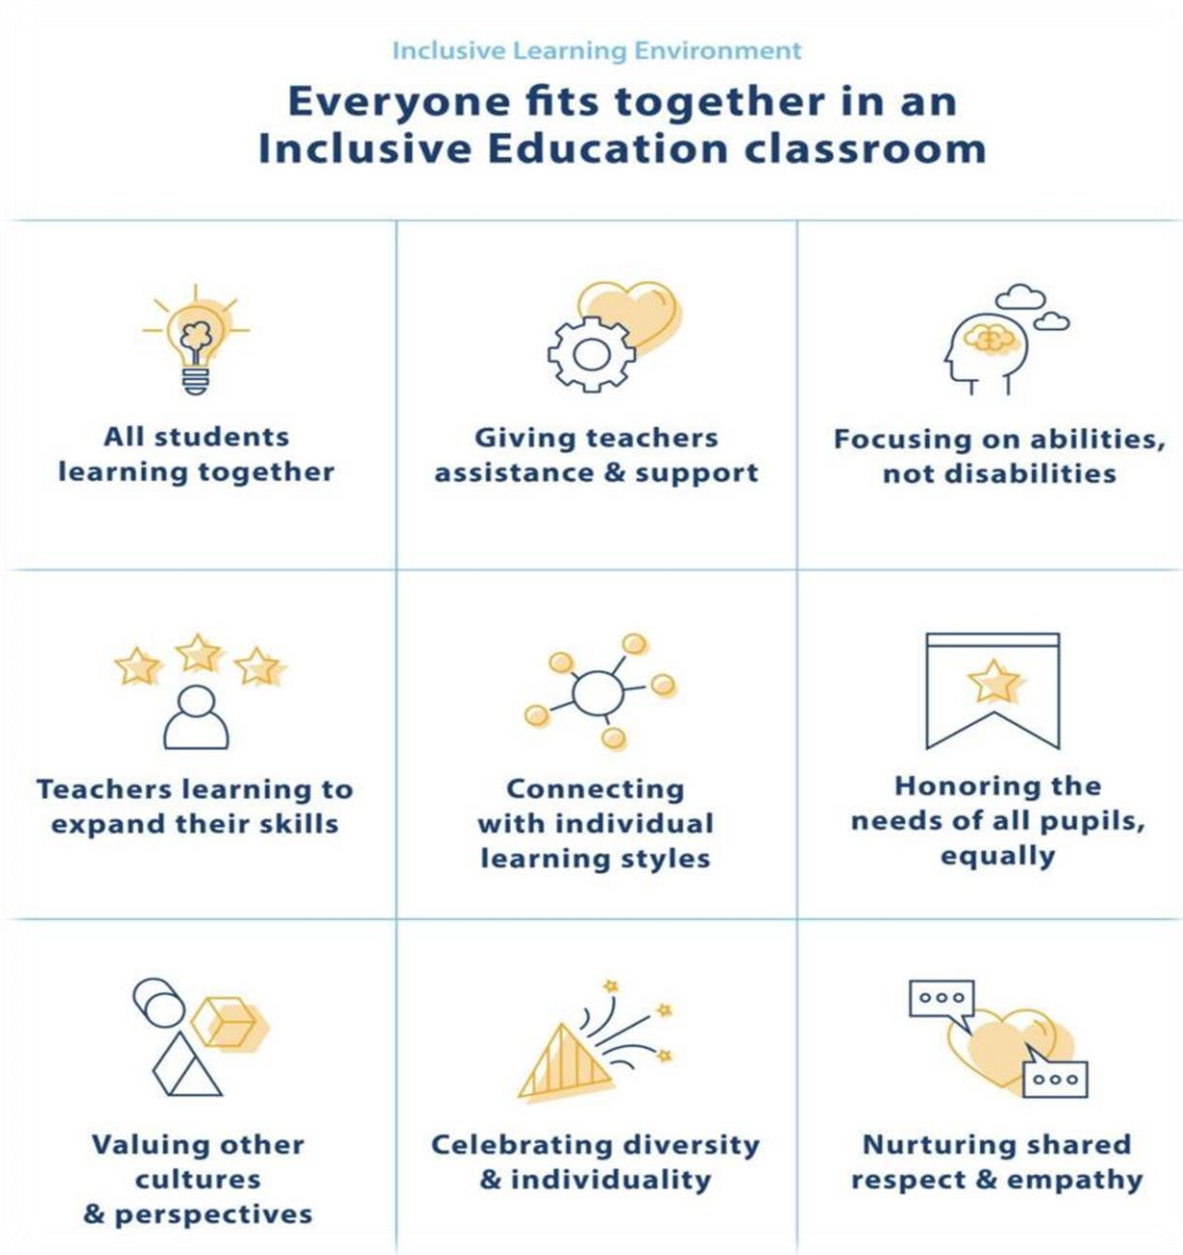 Inclusive Learning Environment
Everyone fits together in an
Inclusive Education classroom
All students
learning together
Giving teachers
assistance & support
Focusing on abilities,
not disabilities
Teachers learning to
expand their skills
Connecting
with individual
learning styles
Honoring the
needs of all pupils,
equally
Valuing other
cultures
& perspectives
Celebrating diversity
& individuality
Nurturing shared
respect & empathy